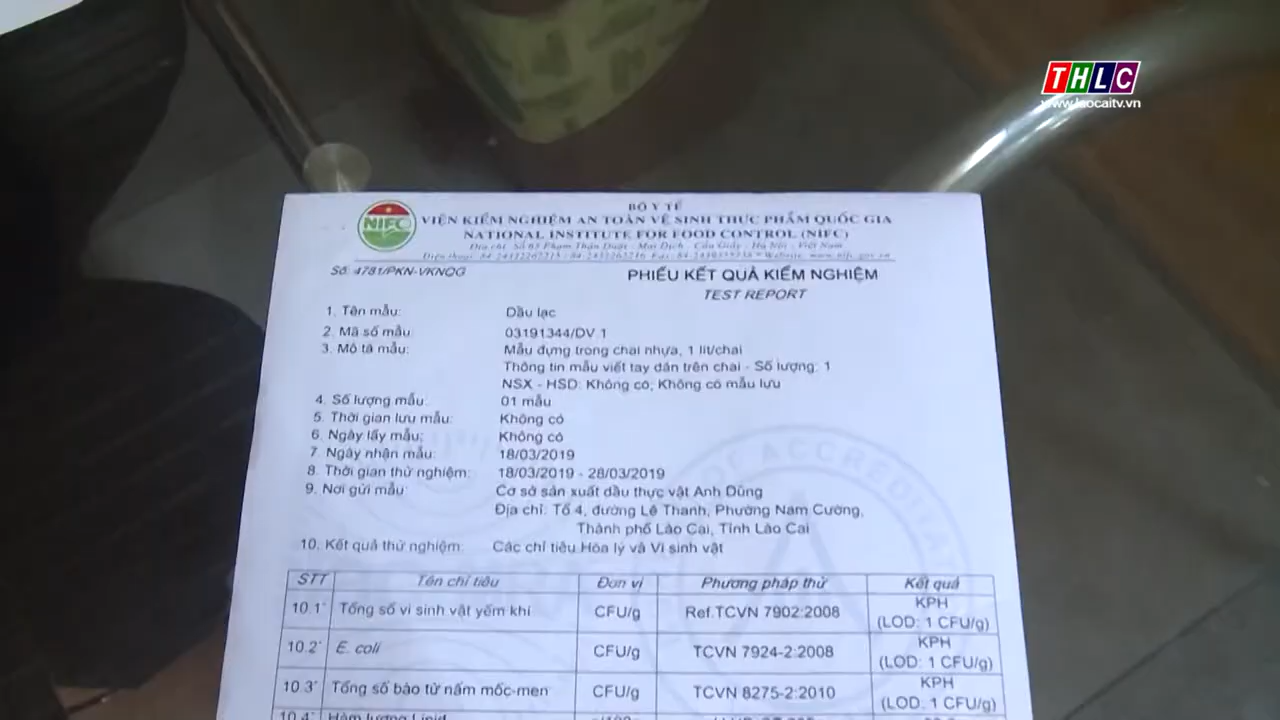 THLC
www.laocaitv.vn
BỘ Y TẾ
NIFC
VIỆN KIỂM NGHIỆM AN TOÀN VỆ SINH THỰC PHẨM QUỐC GIA
NATIONAL INSTITUTE FOR FOOD CONTROL (NIFC)
Địa chỉ: Số 65 Phạm Thận Duật - Mai Dịch - Cầu Giấy - Hà Nội - Việt Nam
Số: 4781/PKN-VKNQG
PHIẾU KẾT QUẢ KIỂM NGHIỆM
TEST REPORT
1. Tên mẫu: Dầu lạc
2. Mã số mẫu: 03191344/DV.1
3. Mô tả mẫu: Mẫu đựng trong chai nhựa, 1 lít/chai
Thông tin mẫu viết tay dán trên chai - Số lượng: 1
NSX - HSD: Không có; Không có mẫu lưu
4. Số lượng mẫu: 01 mẫu
5. Thời gian lưu mẫu: Không có
6. Ngày lấy mẫu: Không có
7. Ngày nhận mẫu: 18/03/2019
8. Thời gian thử nghiệm: 18/03/2019 - 28/03/2019
9. Nơi gửi mẫu: Cơ sở sản xuất dầu thực vật Anh Dũng
Địa chỉ: Tổ 4, đường Lê Thanh, Phường Nam Cường,
Thành phố Lào Cai, Tỉnh Lào Cai
10. Kết quả thử nghiệm: Các chỉ tiêu Hóa lý và Vi sinh vật
STT Tên chỉ tiêu Đơn vị Phương pháp thử Kết quả
10.1* Tổng số vi sinh vật yếm khí CFU/g Ref.TCVN 7902:2008 KPH
(LOD: 1 CFU/g)
10.2* E. coli CFU/g TCVN 7924-2:2008 KPH
(LOD: 1 CFU/g)
10.3* Tổng số bào tử nấm mốc-men CFU/g TCVN 8275-2:2010 KPH
(LOD: 1 CFU/g)
10.4* Hàm lượng Lipid